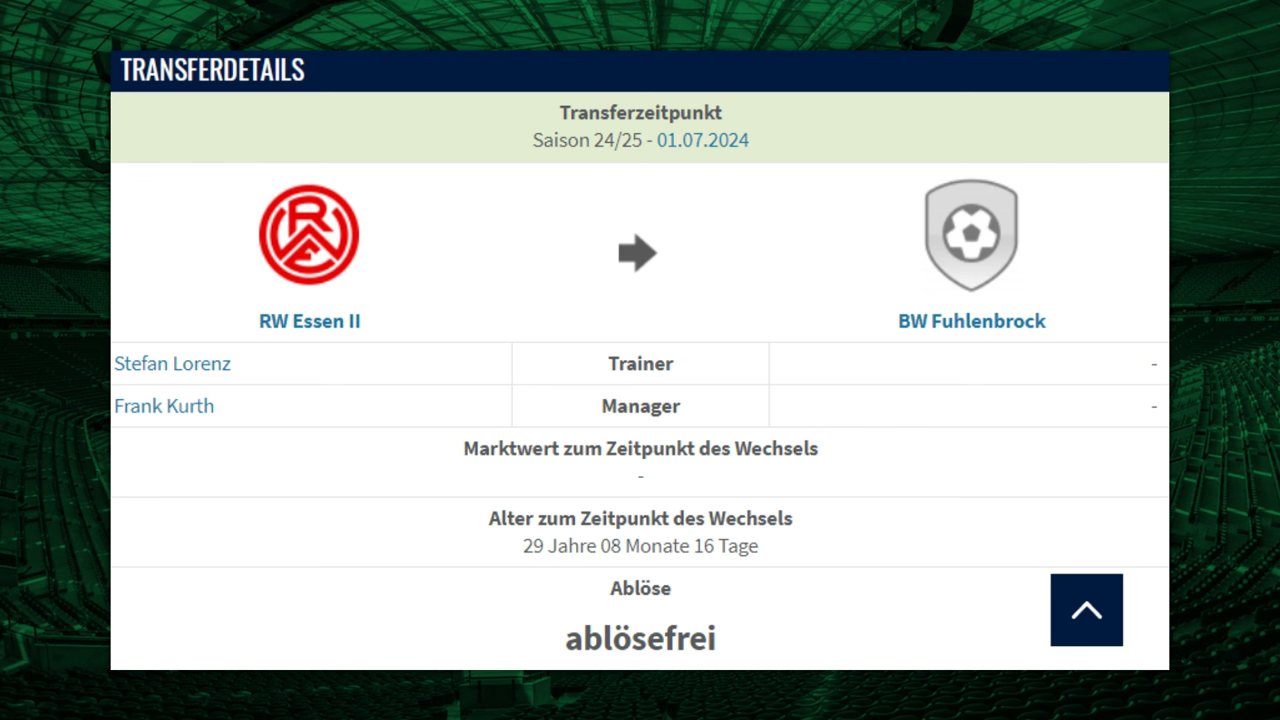 TRANSFERDETAILS
Transferzeitpunkt
Saison 24/25 - 01.07.2024
RWE
RW Essen II
BW Fuhlenbrock
Stefan Lorenz Trainer -
Frank Kurth Manager -
Marktwert zum Zeitpunkt des Wechsels
-
Alter zum Zeitpunkt des Wechsels
29 Jahre 08 Monate 16 Tage
Ablöse
ablösefrei